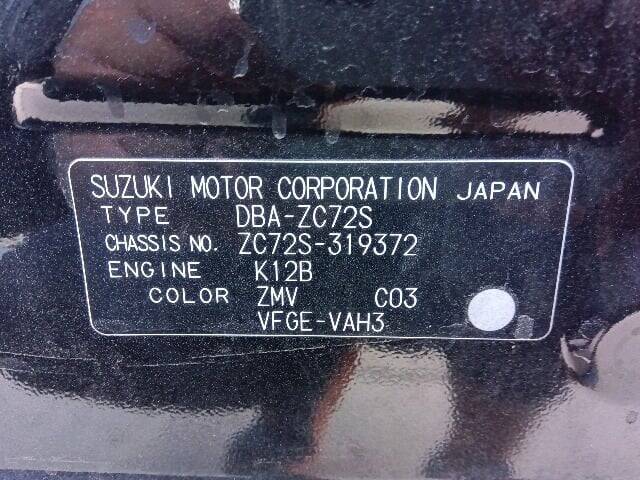 SUZUKI MOTOR CORPORATION JAPAN
TYPE DBA-ZC72S
CHASSIS NO. ZC72S-319372
ENGINE K12B
COLOR ZMV C03
VFGE-VAH3